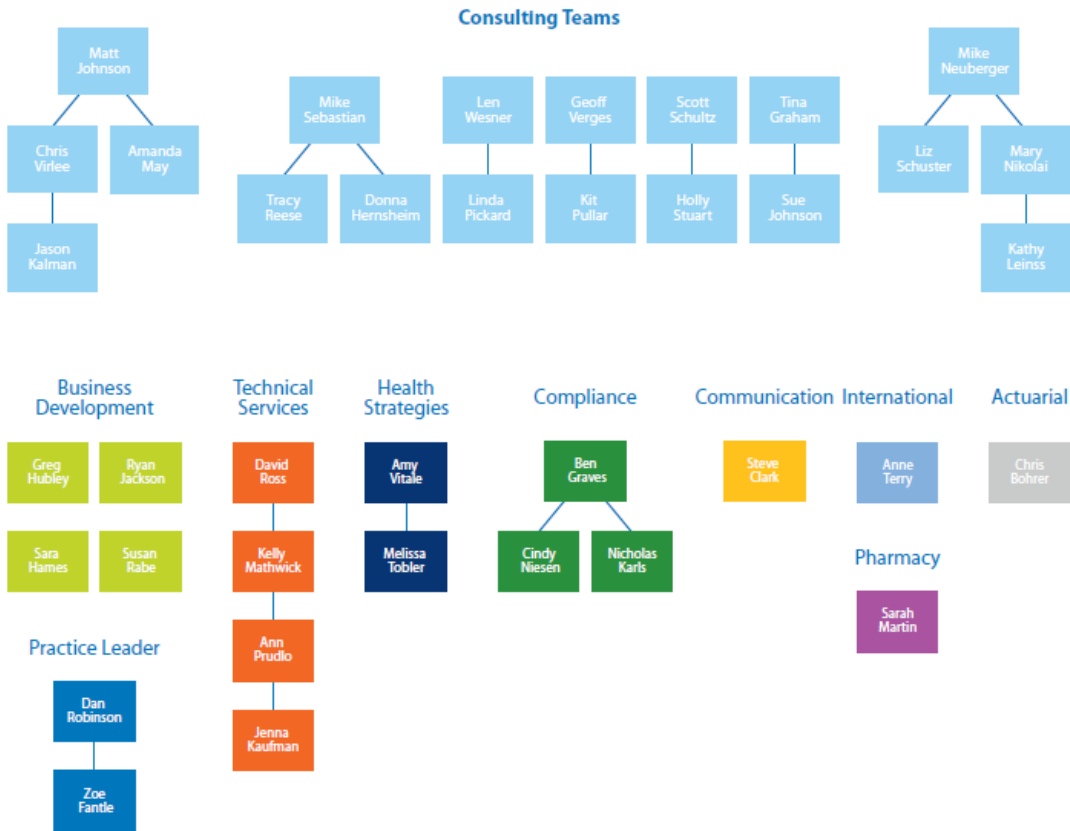 Consulting Teams
Matt
Johnson
Chris
Virlee
Amanda
May
Jason
Kalman
Mike
Sebastian
Tracy
Reese
Donna
Hernsheim
Len
Wesner
Linda
Pickard
Geoff
Verges
Kit
Pullar
Scott
Schultz
Holly
Stuart
Tina
Graham
Sue
Johnson
Mike
Neuberger
Liz
Schuster
Mary
Nikolai
Kathy
Leinss
Business
Development
Greg
Hubley
Ryan
Jackson
Sara
Hames
Susan
Rabe
Practice Leader
Dan
Robinson
Zoe
Fantle
Technical
Services
David
Ross
Kelly
Mathwick
Ann
Prudlo
Jenna
Kaufman
Health
Strategies
Amy
Vitale
Melissa
Tobler
Compliance
Ben
Graves
Cindy
Niesen
Nicholas
Karls
Communication
Steve
Clark
International
Anne
Terry
Pharmacy
Sarah
Martin
Actuarial
Chris
Bohrer